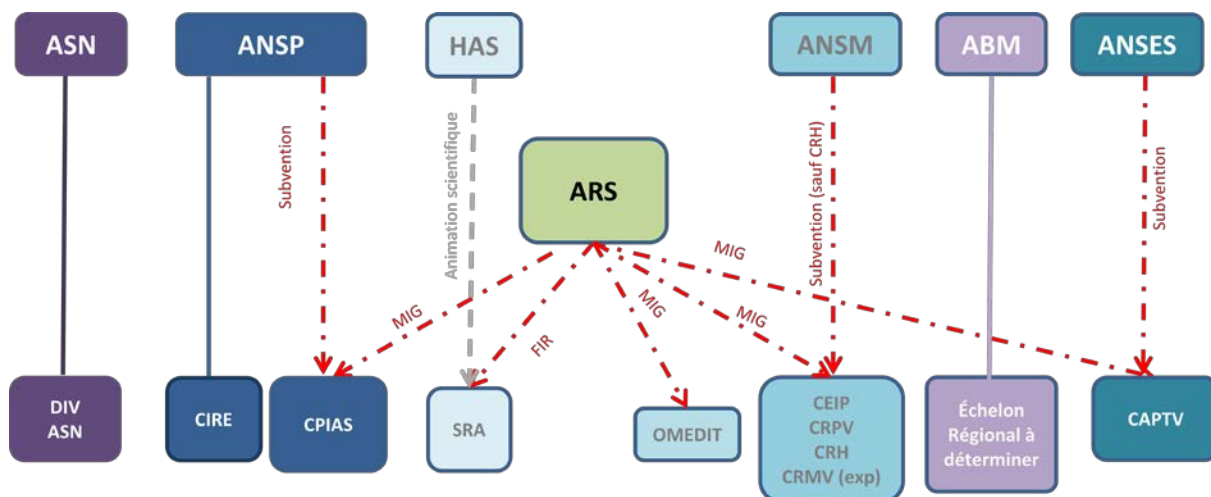 ASN
ANSP
HAS
ANSM
ABM
ANSES
Subvention
Animation scientifique
ARS
Subvention (sauf CRH)
Subvention
MIG
FIR
MIG
MIG
MIG
DIV
ASN
CIRE
CPIAS
SRA
OMEDIT
CEIP
CRPV
CRH
CRMV (exp)
Échelon
Régional à
déterminer
CAPTV